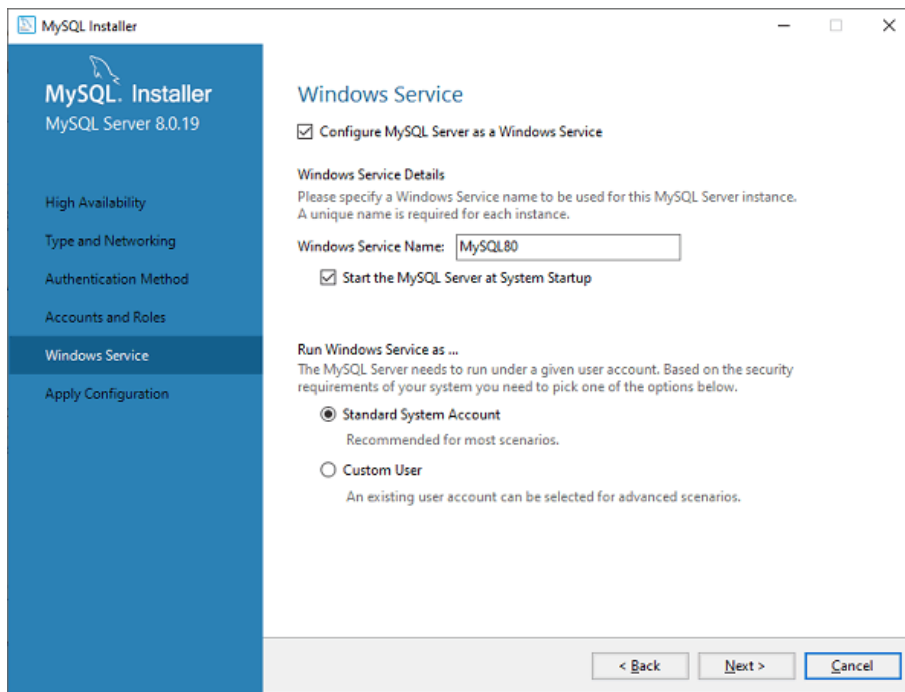 MySQL Installer
MySQL. Installer
MySQL Server 8.0.19
High Availability
Type and Networking
Authentication Method
Accounts and Roles
Windows Service
Apply Configuration
Windows Service
Configure MySQL Server as a Windows Service
Windows Service Details
Please specify a Windows Service name to be used for this MySQL Server instance.
A unique name is required for each instance.
Windows Service Name: MySQL80
Start the MySQL Server at System Startup
Run Windows Service as ...
The MySQL Server needs to run under a given user account. Based on the security
requirements of your system you need to pick one of the options below.
Standard System Account
Recommended for most scenarios.
Custom User
An existing user account can be selected for advanced scenarios.
< Back Next > Cancel